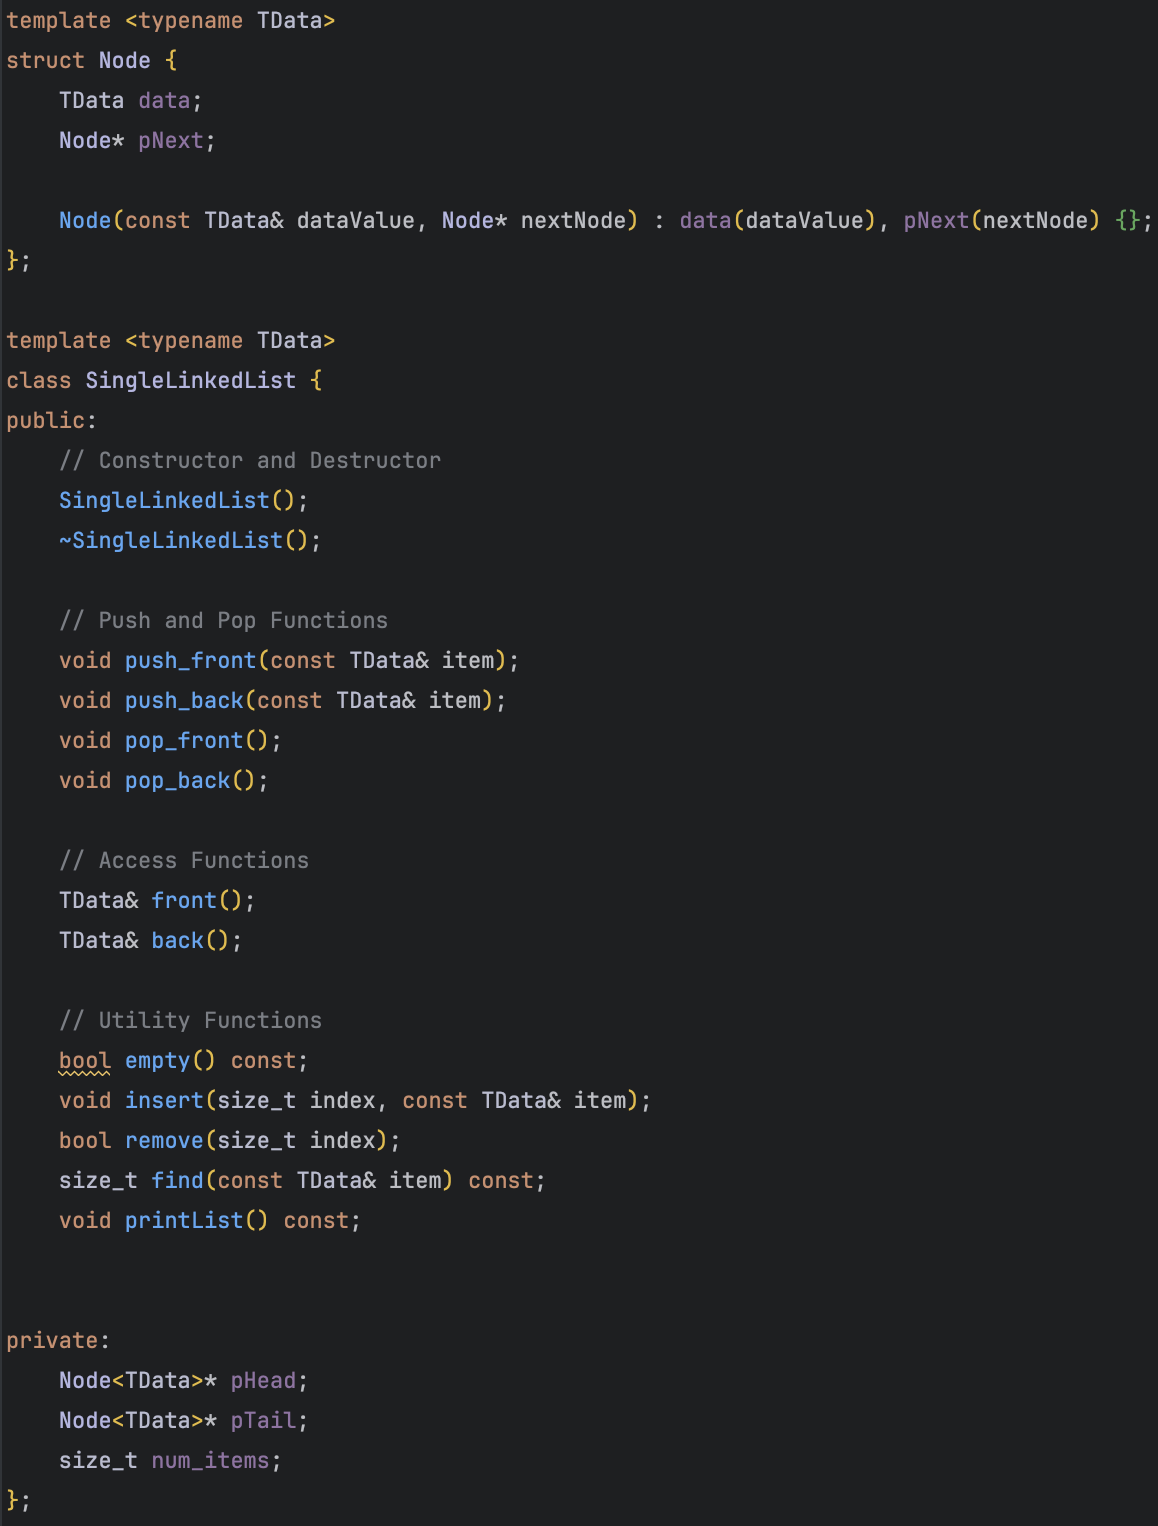 template <typename TData>
struct Node {
    TData data;
    Node* pNext;

    Node(const TData& dataValue, Node* nextNode) : data(dataValue), pNext(nextNode) {};
};

template <typename TData>
class SingleLinkedList {
public:
    // Constructor and Destructor
    SingleLinkedList();
    ~SingleLinkedList();

    // Push and Pop Functions
    void push_front(const TData& item);
    void push_back(const TData& item);
    void pop_front();
    void pop_back();

    // Access Functions
    TData& front();
    TData& back();

    // Utility Functions
    bool empty() const;
    void insert(size_t index, const TData& item);
    bool remove(size_t index);
    size_t find(const TData& item) const;
    void printList() const;


private:
    Node<TData>* pHead;
    Node<TData>* pTail;
    size_t num_items;
};